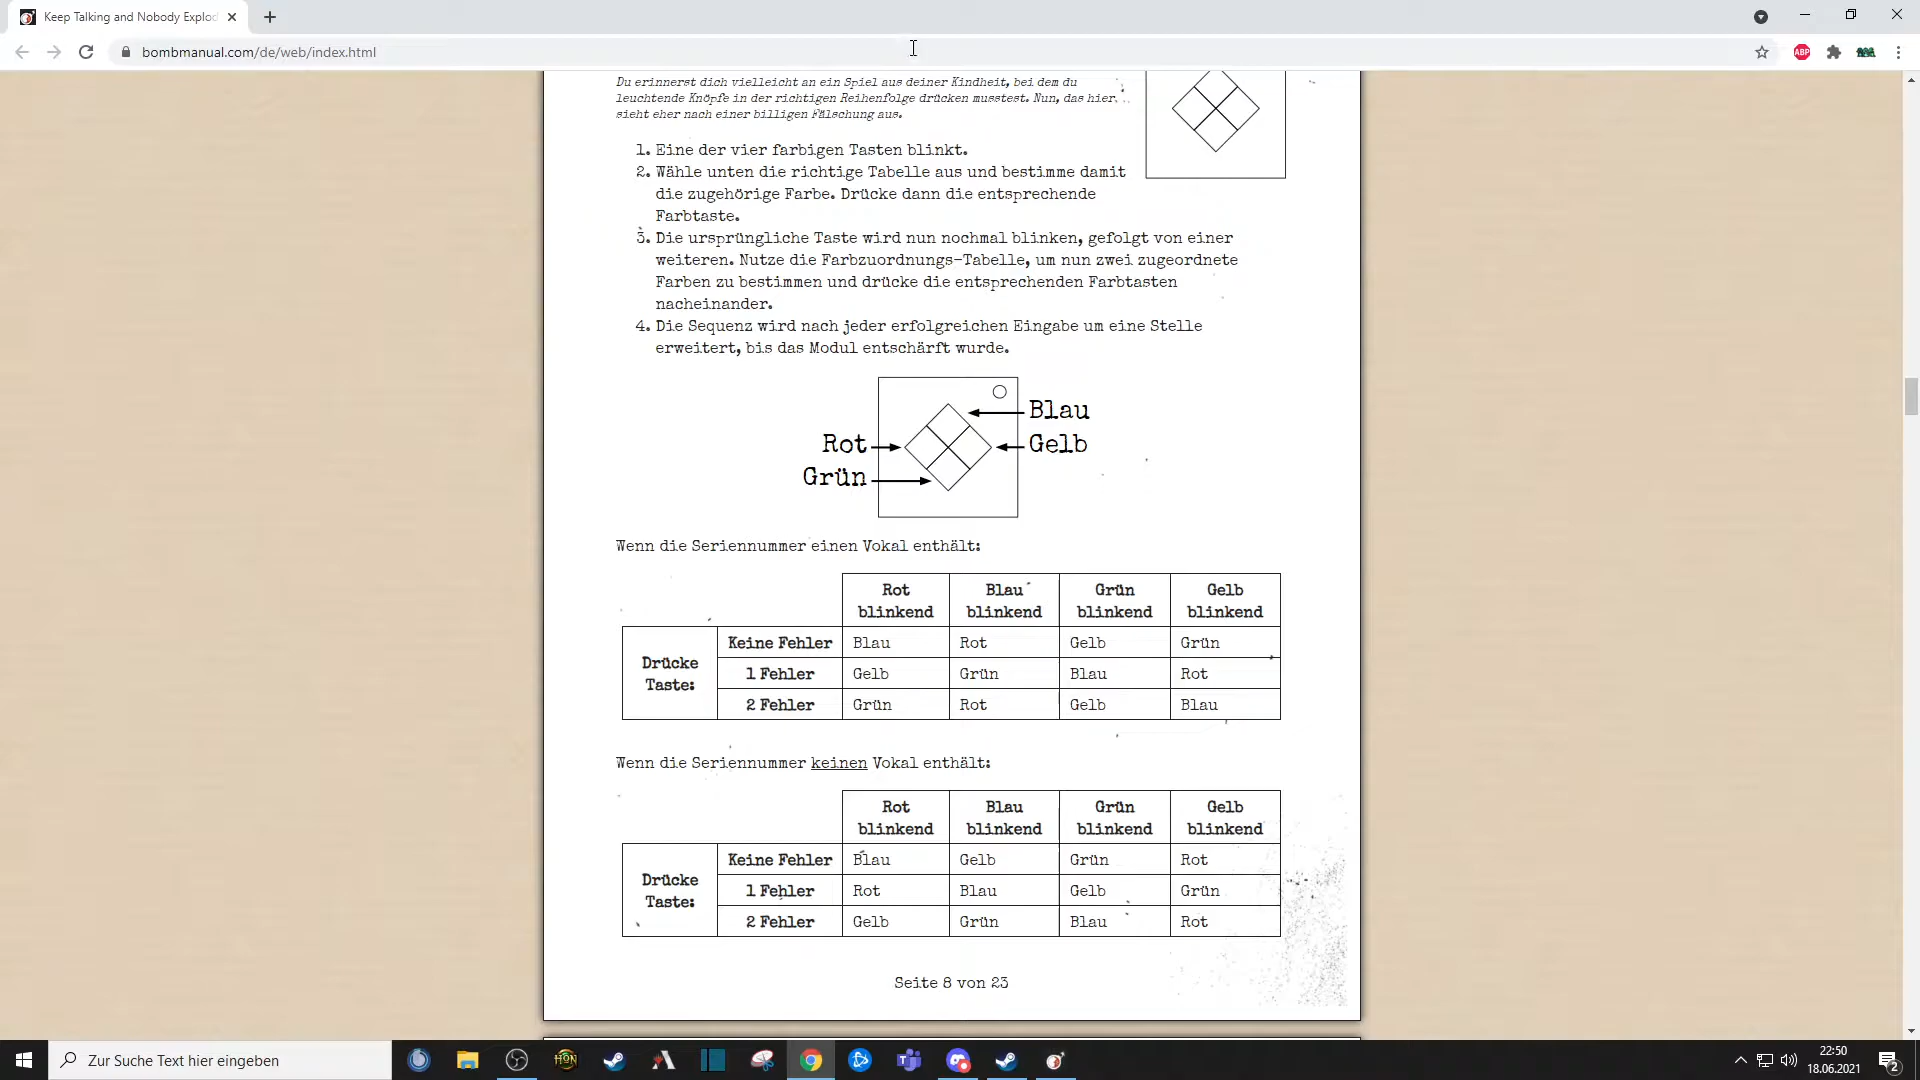 Keep Talking and Nobody Explod
bombmanual.com/de/web/index.html
ABP
Du erinnerst dich vielleicht an ein Spiel aus deiner Kindheit, bei dem du
leuchtende Knöpfe in der richtigen Reihenfolge drücken musstest. Nun, das hier
sieht eher nach einer billigen Fälschung aus.
1. Eine der vier farbigen Tasten blinkt.
2. Wähle unten die richtige Tabelle aus und bestimme damit
die zugehörige Farbe. Drücke dann die entsprechende
Farbtaste.
3. Die ursprüngliche Taste wird nun nochmal blinken, gefolgt von einer
weiteren. Nutze die Farbzuordnungs-Tabelle, um nun zwei zugeordnete
Farben zu bestimmen und drücke die entsprechenden Farbtasten
nacheinander.
4. Die Sequenz wird nach jeder erfolgreichen Eingabe um eine Stelle
erweitert, bis das Modul entschärft wurde.
Blau
Rot Gelb
Grün
Wenn die Seriennummer einen Vokal enthält:
Rot Blau Grün Gelb
blinkend blinkend blinkend blinkend
Drücke Taste:
Keine Fehler Blau Rot Gelb Grün
1 Fehler Gelb Grün Blau Rot
2 Fehler Grün Rot Gelb Blau
Wenn die Seriennummer keinen Vokal enthält:
Rot Blau Grün Gelb
blinkend blinkend blinkend blinkend
Drücke Taste:
Keine Fehler Blau Gelb Grün Rot
1 Fehler Rot Blau Gelb Grün
2 Fehler Gelb Grün Blau Rot
Seite 8 von 23
Zur Suche Text hier eingeben
HON
22:50
18.06.2021
2